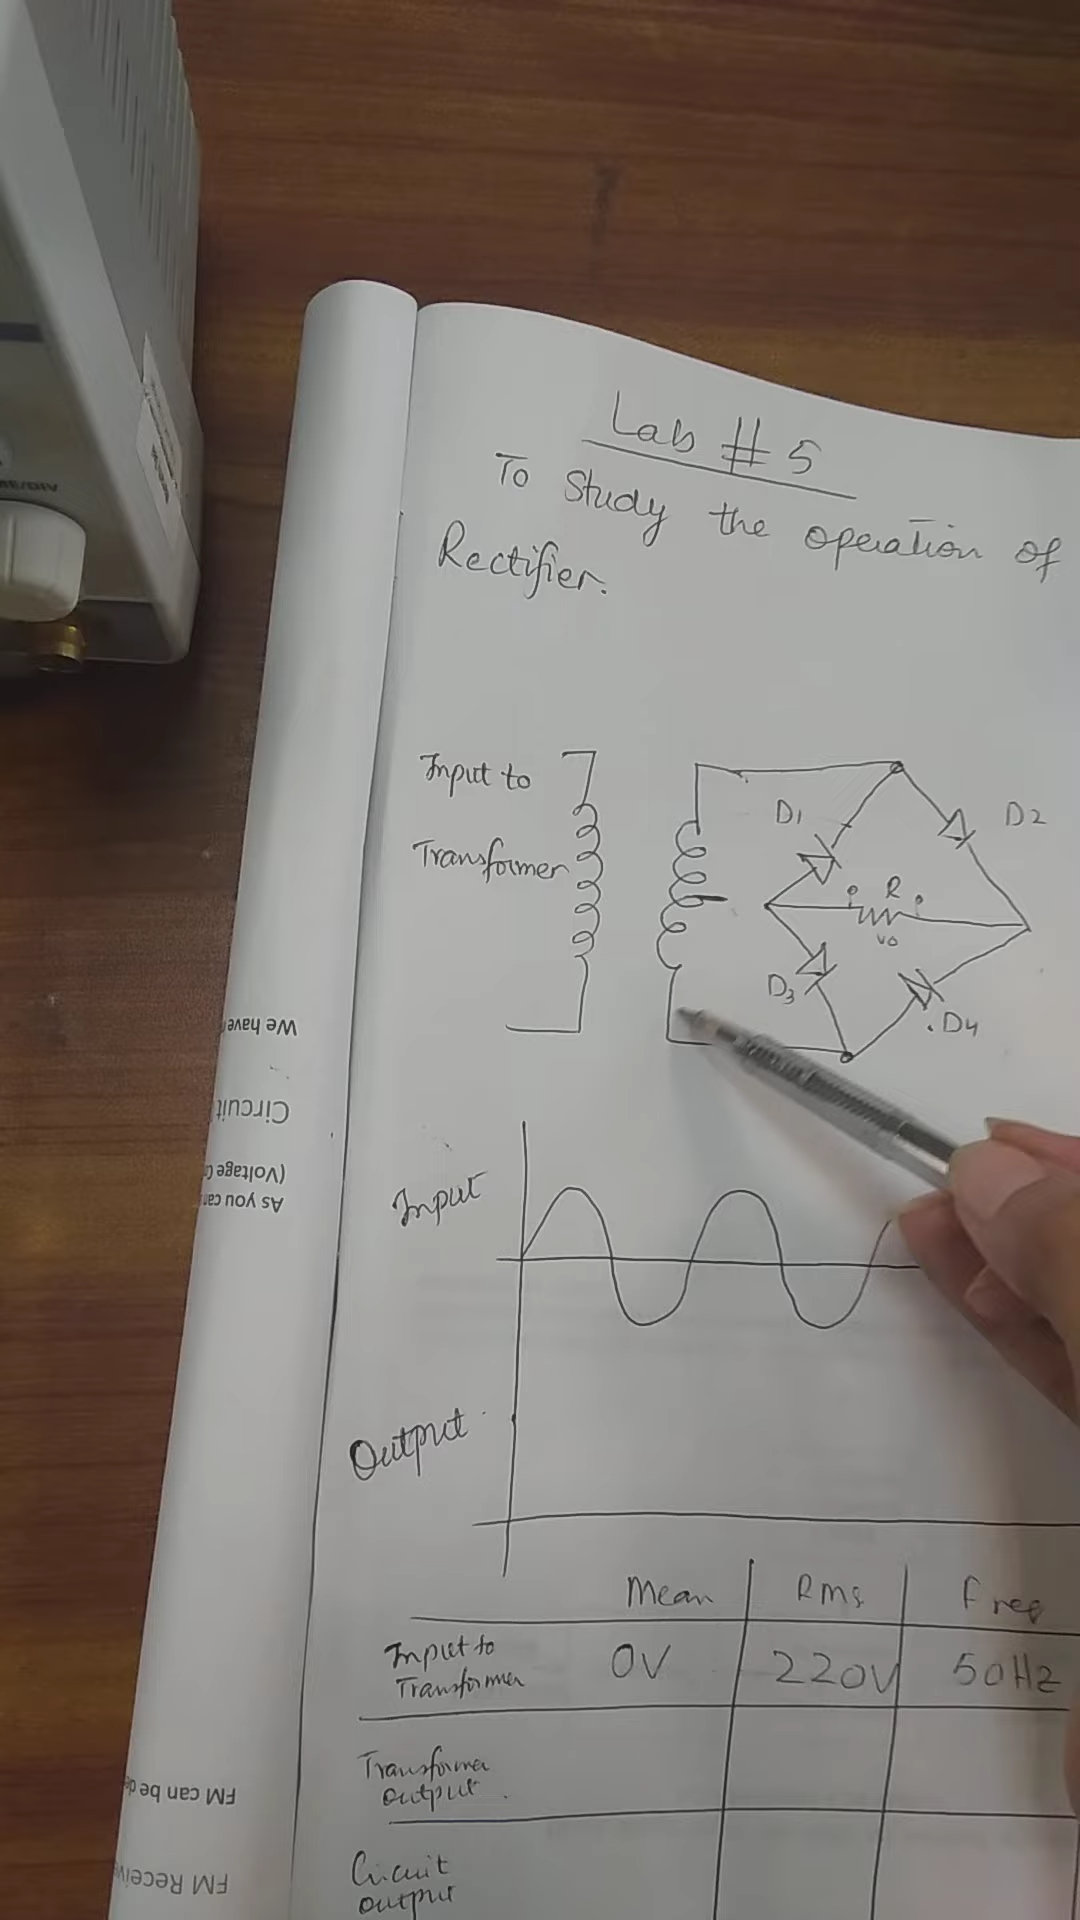 Lab # 5
To Study the operation of
Rectifier.
Input to
Transformer
D1
D2
R
Vo
D3
D4
Input
Output
Mean
Rms
Freq
Input to
Transformer
0V
220V
50Hz
Transformer
output
Circuit
output
We have
Circuit
(Voltage
As you can
FM can be
FM Receive